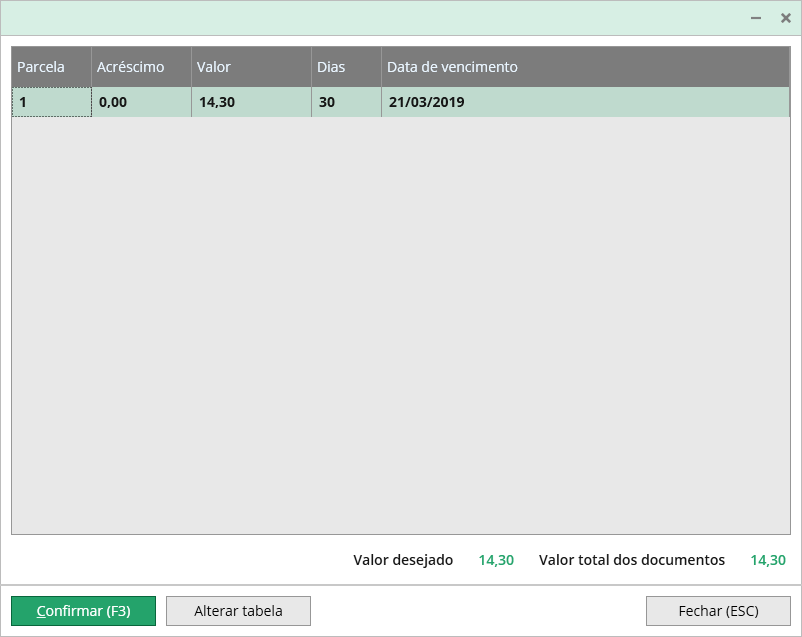 Parcela Acréscimo Valor Dias Data de vencimento
1 0,00 14,30 30 21/03/2019
Valor desejado 14,30 Valor total dos documentos 14,30
Confirmar (F3) Alterar tabela Fechar (ESC)